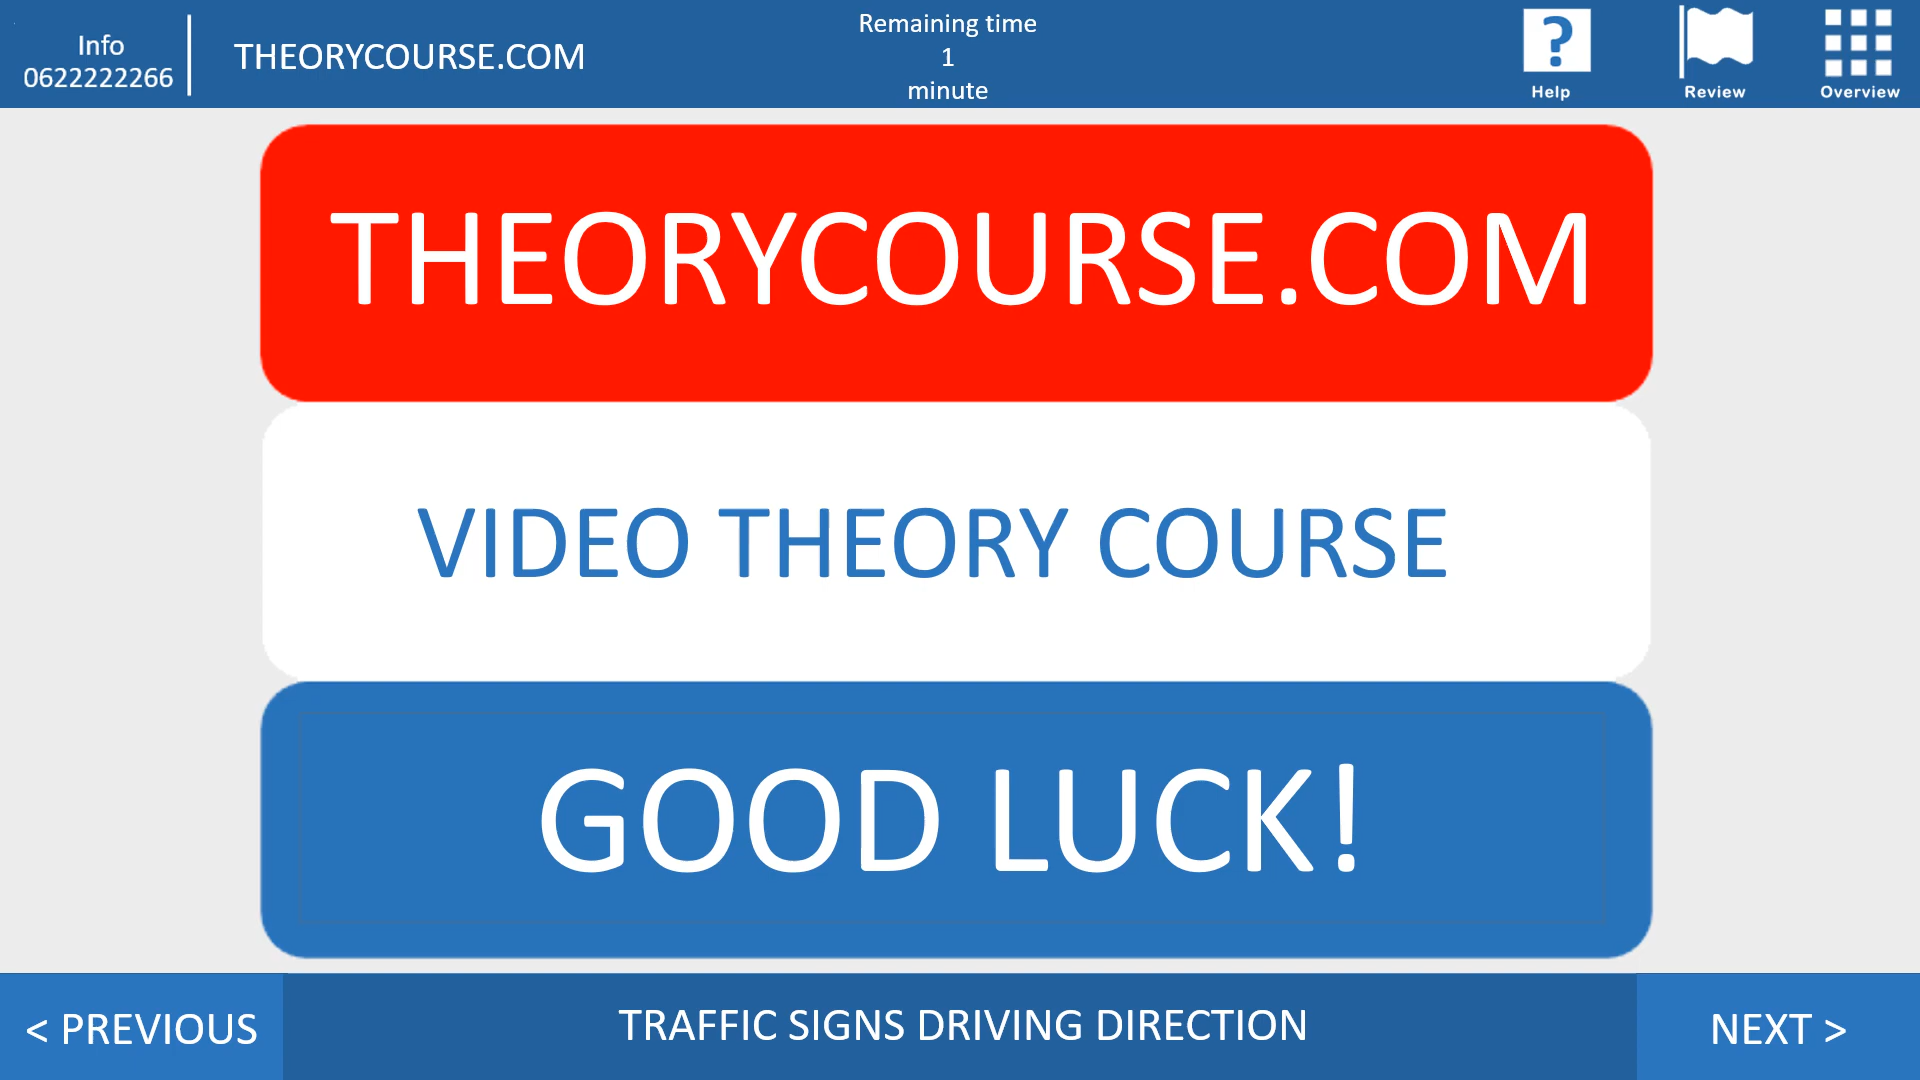 Info
0622222266
THEORYCOURSE.COM
Remaining time
1
minute
?
Help
Review
Overview
THEORYCOURSE.COM
VIDEO THEORY COURSE
GOOD LUCK!
< PREVIOUS
TRAFFIC SIGNS DRIVING DIRECTION
NEXT >